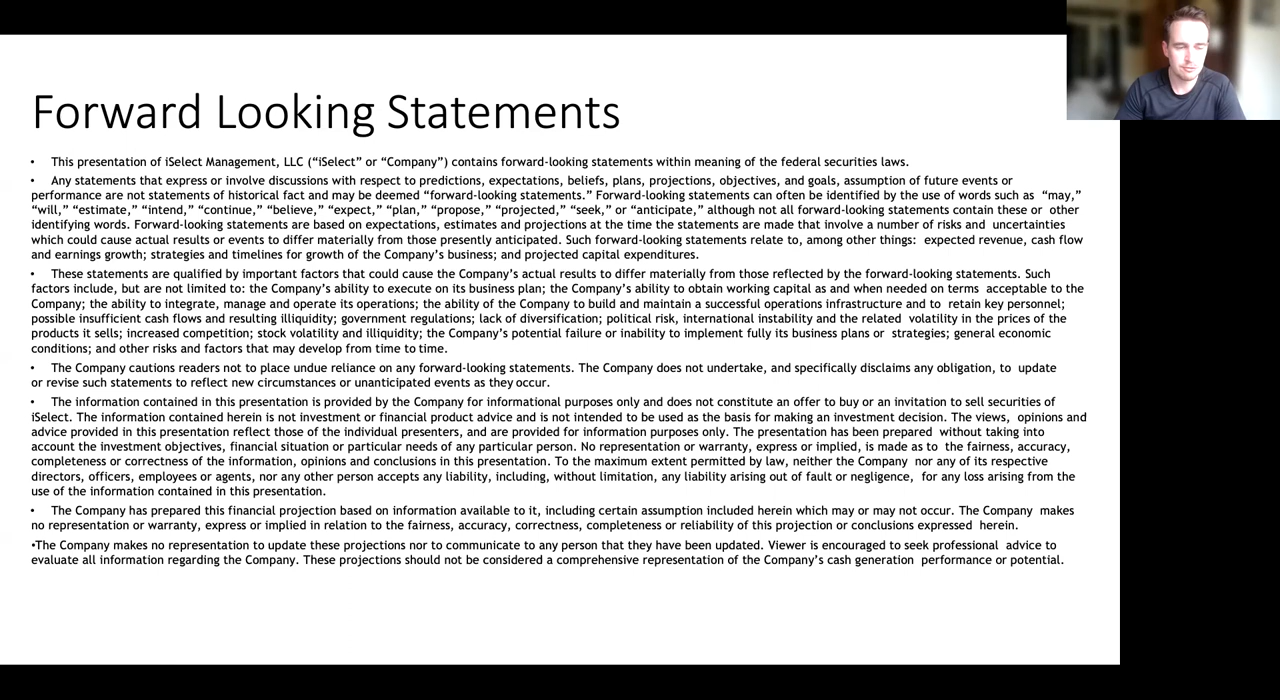 Forward Looking Statements
• This presentation of iSelect Management, LLC (“iSelect” or “Company”) contains forward-looking statements within meaning of the federal securities laws.
• Any statements that express or involve discussions with respect to predictions, expectations, beliefs, plans, projections, objectives, and goals, assumption of future events or
performance are not statements of historical fact and may be deemed “forward-looking statements.” Forward-looking statements can often be identified by the use of words such as “may,”
“will,” “estimate,” “intend,” “continue,” “believe,” “expect,” “plan,” “propose,” “projected,” “seek,” or “anticipate,” although not all forward-looking statements contain these or other
identifying words. Forward-looking statements are based on expectations, estimates and projections at the time the statements are made that involve a number of risks and uncertainties
which could cause actual results or events to differ materially from those presently anticipated. Such forward-looking statements relate to, among other things: expected revenue, cash flow
and earnings growth; strategies and timelines for growth of the Company’s business; and projected capital expenditures.
• These statements are qualified by important factors that could cause the Company’s actual results to differ materially from those reflected by the forward-looking statements. Such
factors include, but are not limited to: the Company’s ability to execute on its business plan; the Company’s ability to obtain working capital as and when needed on terms acceptable to the
Company; the ability to integrate, manage and operate its operations; the ability of the Company to build and maintain a successful operations infrastructure and to retain key personnel;
possible insufficient cash flows and resulting illiquidity; government regulations; lack of diversification; political risk, international instability and the related volatility in the prices of the
products it sells; increased competition; stock volatility and illiquidity; the Company’s potential failure or inability to implement fully its business plans or strategies; general economic
conditions; and other risks and factors that may develop from time to time.
• The Company cautions readers not to place undue reliance on any forward-looking statements. The Company does not undertake, and specifically disclaims any obligation, to update
or revise such statements to reflect new circumstances or unanticipated events as they occur.
• The information contained in this presentation is provided by the Company for informational purposes only and does not constitute an offer to buy or an invitation to sell securities of
iSelect. The information contained herein is not investment or financial product advice and is not intended to be used as the basis for making an investment decision. The views, opinions and
advice provided in this presentation reflect those of the individual presenters, and are provided for information purposes only. The presentation has been prepared without taking into
account the investment objectives, financial situation or particular needs of any particular person. No representation or warranty, express or implied, is made as to the fairness, accuracy,
completeness or correctness of the information, opinions and conclusions in this presentation. To the maximum extent permitted by law, neither the Company nor any of its respective
directors, officers, employees or agents, nor any other person accepts any liability, including, without limitation, any liability arising out of fault or negligence, for any loss arising from the
use of the information contained in this presentation.
• The Company has prepared this financial projection based on information available to it, including certain assumption included herein which may or may not occur. The Company makes
no representation or warranty, express or implied in relation to the fairness, accuracy, correctness, completeness or reliability of this projection or conclusions expressed herein.
•The Company makes no representation to update these projections nor to communicate to any person that they have been updated. Viewer is encouraged to seek professional advice to
evaluate all information regarding the Company. These projections should not be considered a comprehensive representation of the Company’s cash generation performance or potential.